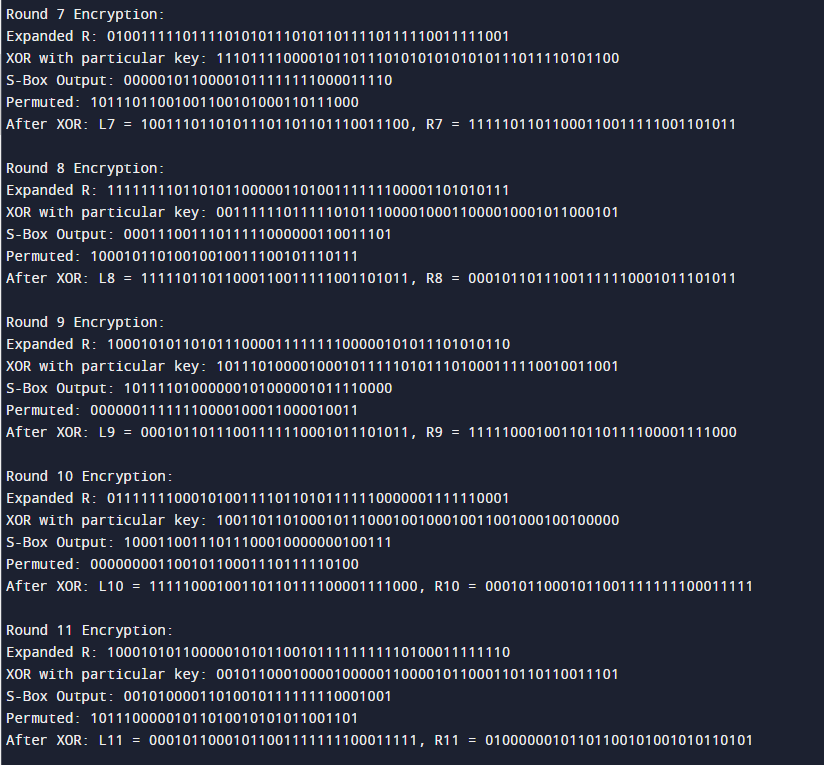 Round 7 Encryption:
Expanded R: 010011111011110101011101011011110111110011111001
XOR with particular key: 111011110000101101110101010101010111011110101100
S-Box Output: 00000101100001011111111000011110
Permuted: 10111011001001100101000110111000
After XOR: L7 = 10011101101011101101101110011100, R7 = 11111011011000110011111001101011
Round 8 Encryption:
Expanded R: 111111110110101100000110100111111100001101010111
XOR with particular key: 001111110111110101110000100011000010001011000101
S-Box Output: 00011100111011111000000110011101
Permuted: 10001011010010010011100101110111
After XOR: L8 = 11111011011000110011111001101011, R8 = 00010110111001111110001011101011
Round 9 Encryption:
Expanded R: 100010101101011100001111111100000101011101010110
XOR with particular key: 101110100001000101111101011101000111110010011001
S-Box Output: 10111101000000101000001011110000
Permuted: 00000011111110000100011000010011
After XOR: L9 = 00010110111001111110001011101011, R9 = 11111000100110110111100001111000
Round 10 Encryption:
Expanded R: 011111110001010011110110101111110000001111110001
XOR with particular key: 100110110100010111000100100010011001000100100000
S-Box Output: 10001100111011100010000000100111
Permuted: 00000000110010110001110111110100
After XOR: L10 = 11111000100110110111100001111000, R10 = 00010110001011001111111100011111
Round 11 Encryption:
Expanded R: 100010101100000101011001011111111110100011111110
XOR with particular key: 001011000100001000001100001011000110110110011101
S-Box Output: 00101000011010010111111110001001
Permuted: 10111000001011010010101011001101
After XOR: L11 = 00010110001011001111111100011111, R11 = 01000000101101100101001010110101